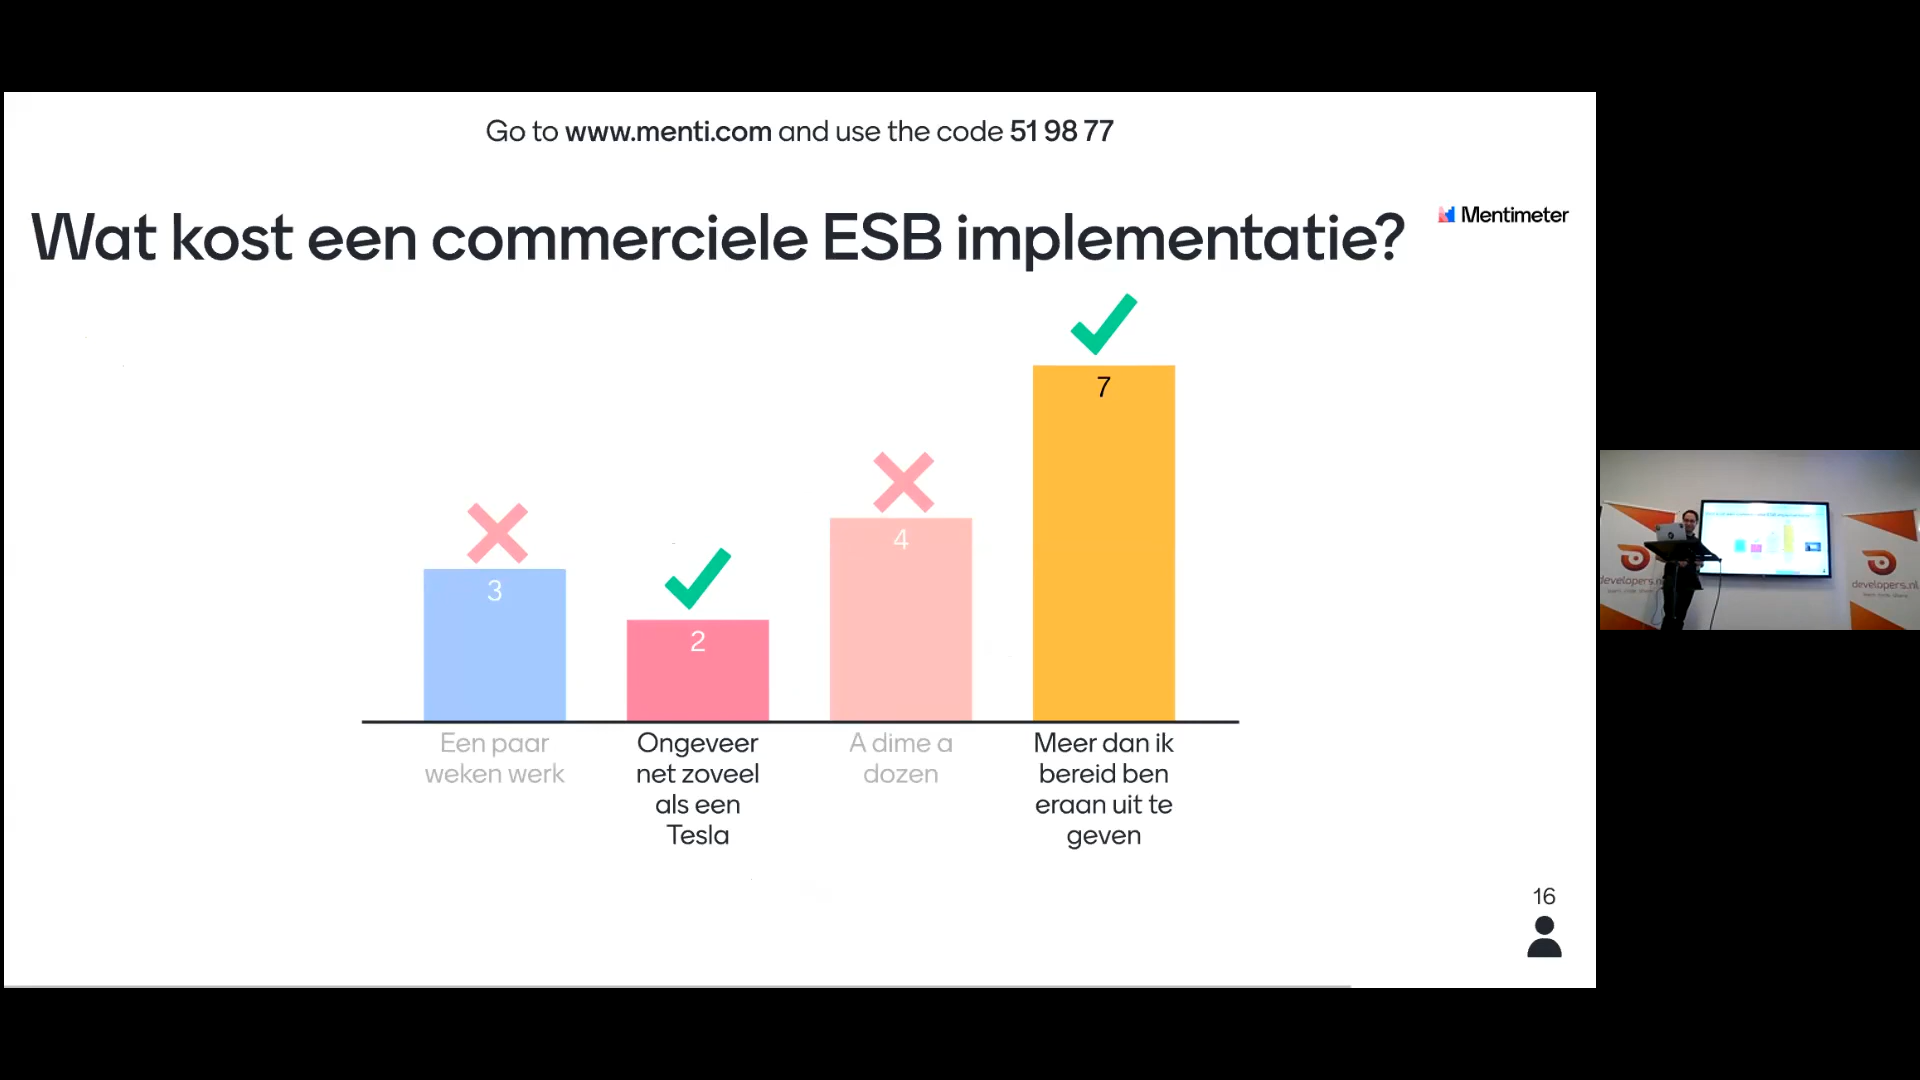 Go to www.menti.com and use the code 51 98 77
Wat kost een commerciele ESB implementatie?
Mentimeter
3
2
4
7
Een paar
weken werk
Ongeveer
net zoveel
als een
Tesla
A dime a
dozen
Meer dan ik
bereid ben
eraan uit te
geven
16
developers.nl